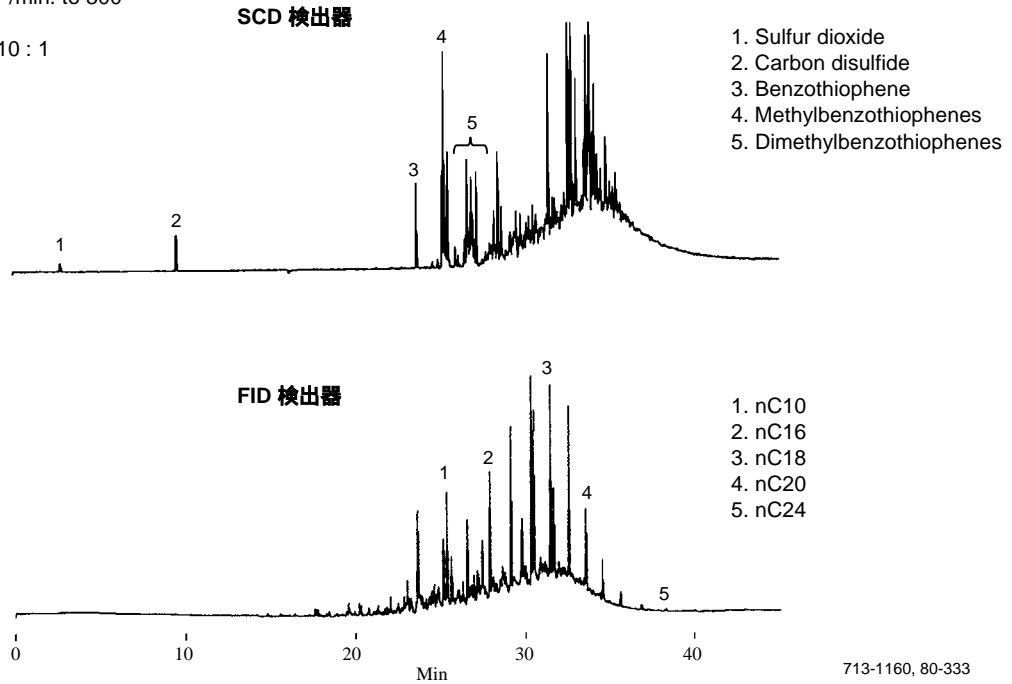 /min. to 300
10 : 1
SCD 検出器
1. Sulfur dioxide
2. Carbon disulfide
3. Benzothiophene
4. Methylbenzothiophenes
5. Dimethylbenzothiophenes
1
2
3
4
5
FID 検出器
1. nC10
2. nC16
3. nC18
4. nC20
5. nC24
1
2
3
4
5
0
10
20
30
40
Min
713-1160, 80-333